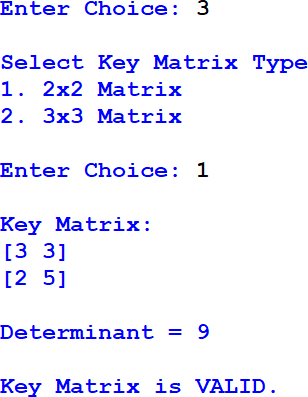 Enter Choice: 3
Select Key Matrix Type
1. 2x2 Matrix
2. 3x3 Matrix
Enter Choice: 1
Key Matrix:
[3 3]
[2 5]
Determinant = 9
Key Matrix is VALID.